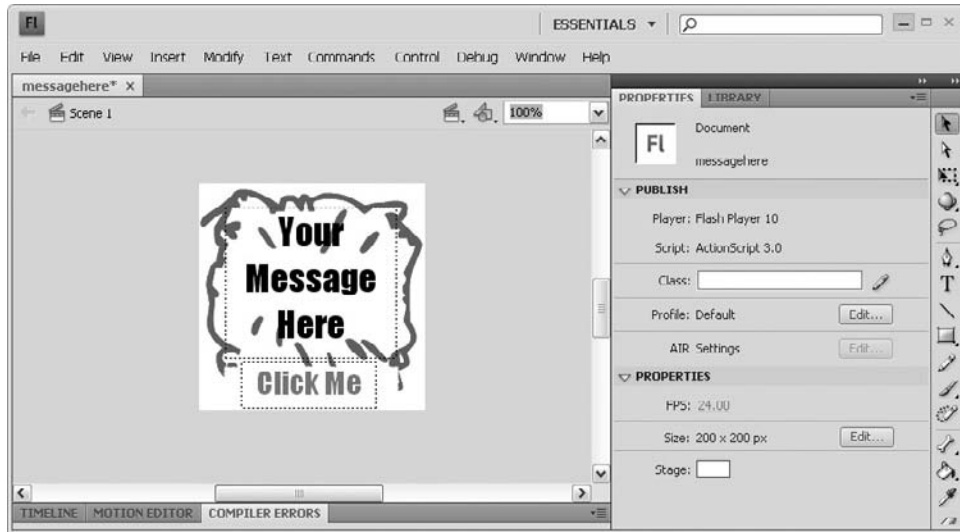 Fl
ESSENTIALS
File Edit View Insert Modify Text Commands Control Debug Window Help
messagehere* x
Scene 1
100%
Your
Message
Here
Click Me
PROPERTIES LIBRARY
Fl
Document
messagehere
PUBLISH
Player: Flash Player 10
Script: ActionScript 3.0
Class:
Profile: Default Edit...
AIR Settings Edit...
PROPERTIES
FPS: 24.00
Size: 200 x 200 px Edit...
Stage:
T
TIMELINE MOTION EDITOR COMPILER ERRORS